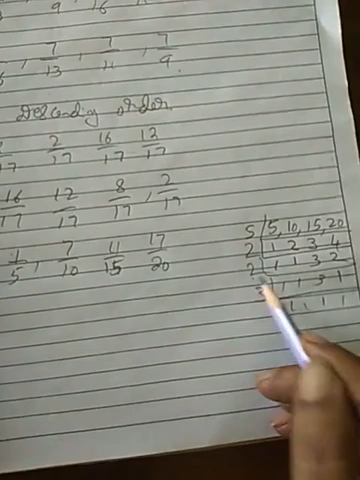 7/13, 7/11, 7/9
Descending order
2/17 16/17 12/17
16/17 12/17 8/17, 2/17
1/5, 7/10 11/15 17/20
5 | 5, 10, 15, 20
2 | 1 2 3 4
2 | 1 1 3 2
1 1 3 1
1 1 1